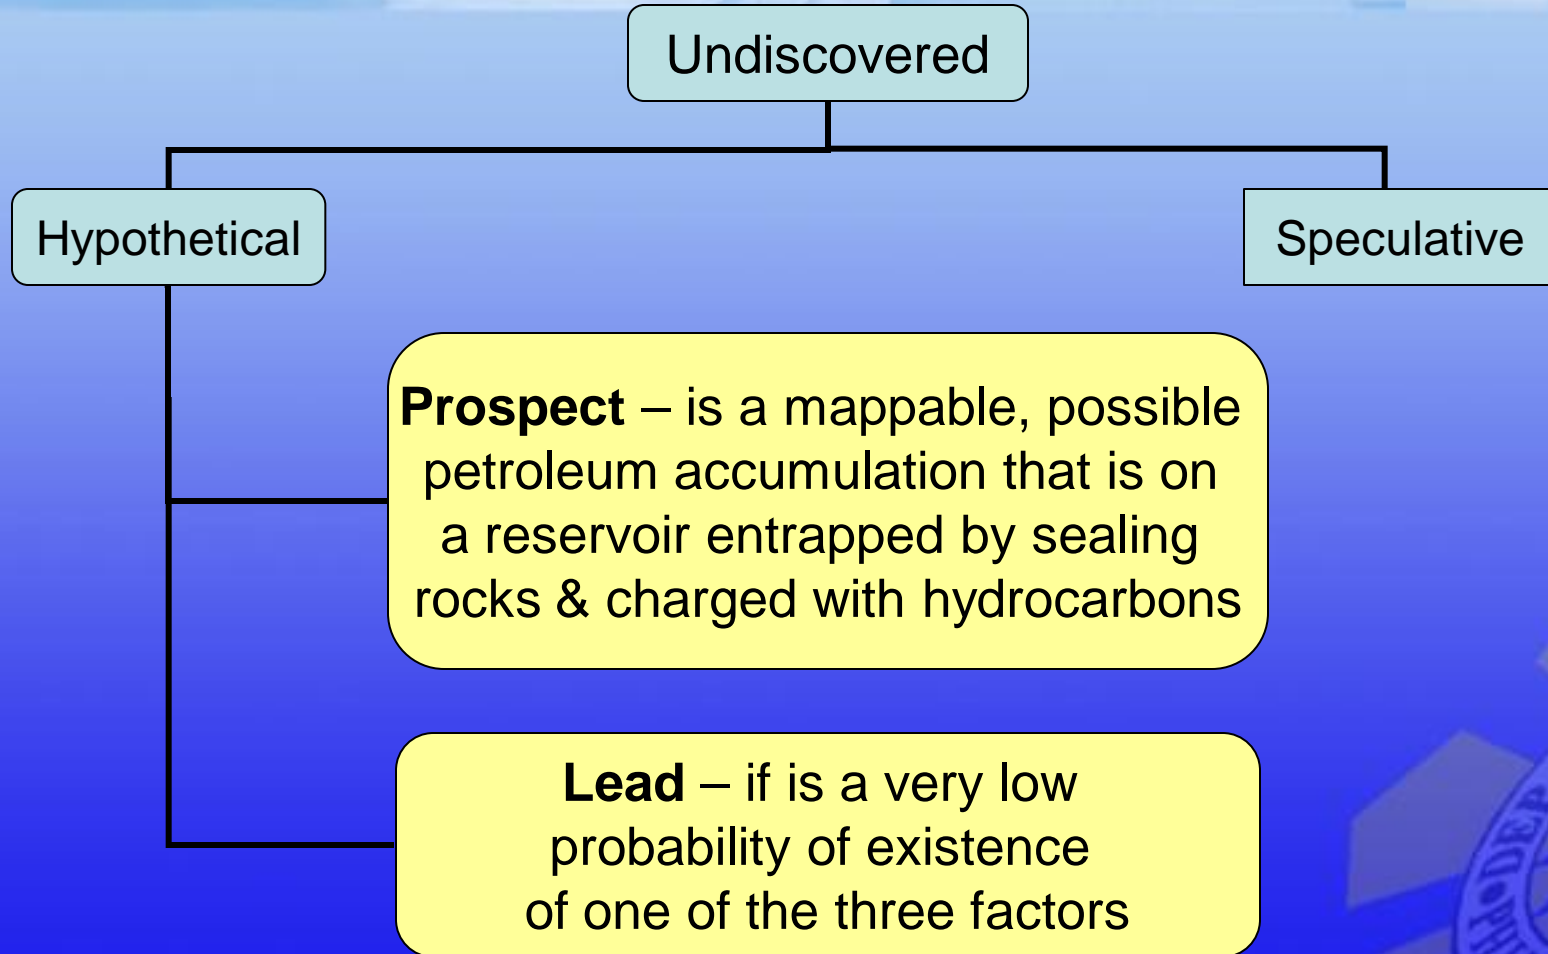 Undiscovered
Hypothetical
Speculative
Prospect – is a mappable, possible
petroleum accumulation that is on
a reservoir entrapped by sealing
rocks & charged with hydrocarbons
Lead – if is a very low
probability of existence
of one of the three factors